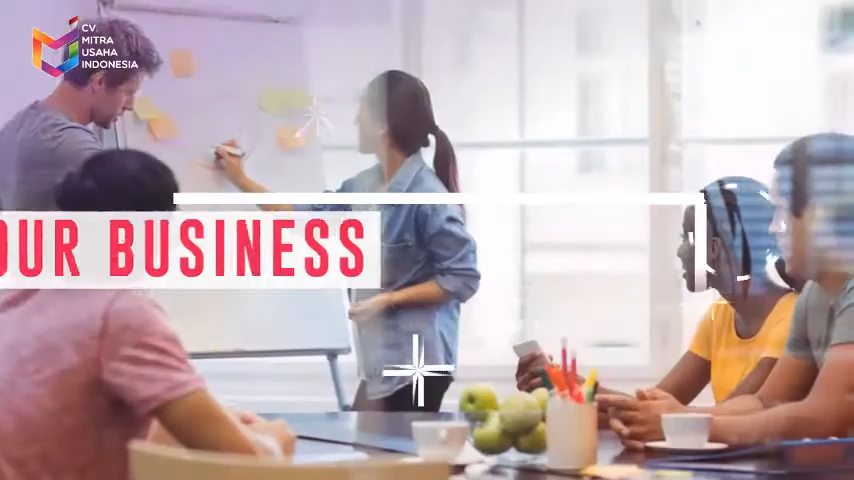 CV.
MITRA
USAHA
INDONESIA
OUR BUSINESS